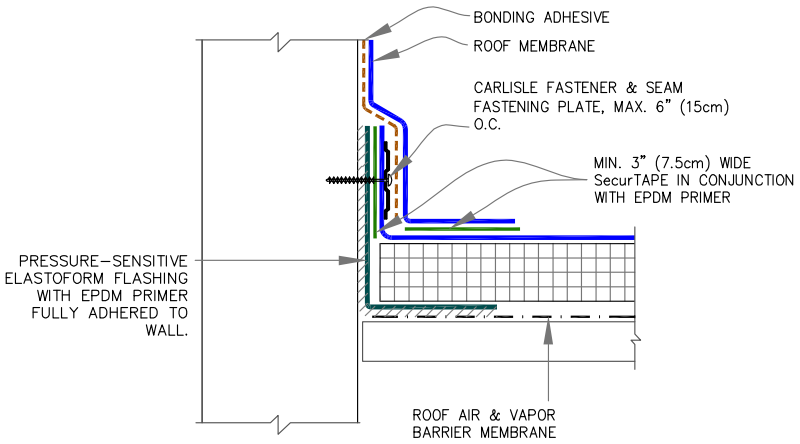 BONDING ADHESIVE
ROOF MEMBRANE
CARLISLE FASTENER & SEAM
FASTENING PLATE, MAX. 6” (15cm)
O.C.
MIN. 3” (7.5cm) WIDE
SecurTAPE IN CONJUNCTION
WITH EPDM PRIMER
PRESSURE–SENSITIVE
ELASTOFORM FLASHING
WITH EPDM PRIMER
FULLY ADHERED TO
WALL.
ROOF AIR & VAPOR
BARRIER MEMBRANE